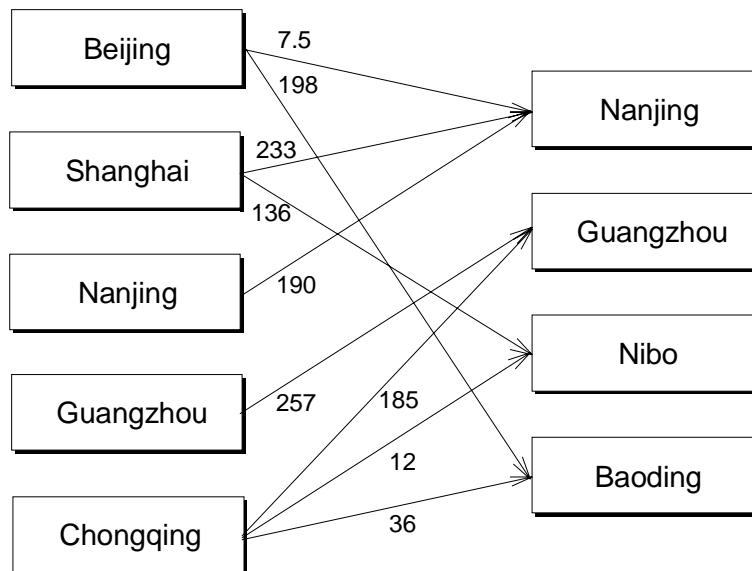 Beijing
7.5
198
Nanjing
Shanghai
233
136
Guangzhou
Nanjing
190
Nibo
Guangzhou
257
185
12
Baoding
Chongqing
36